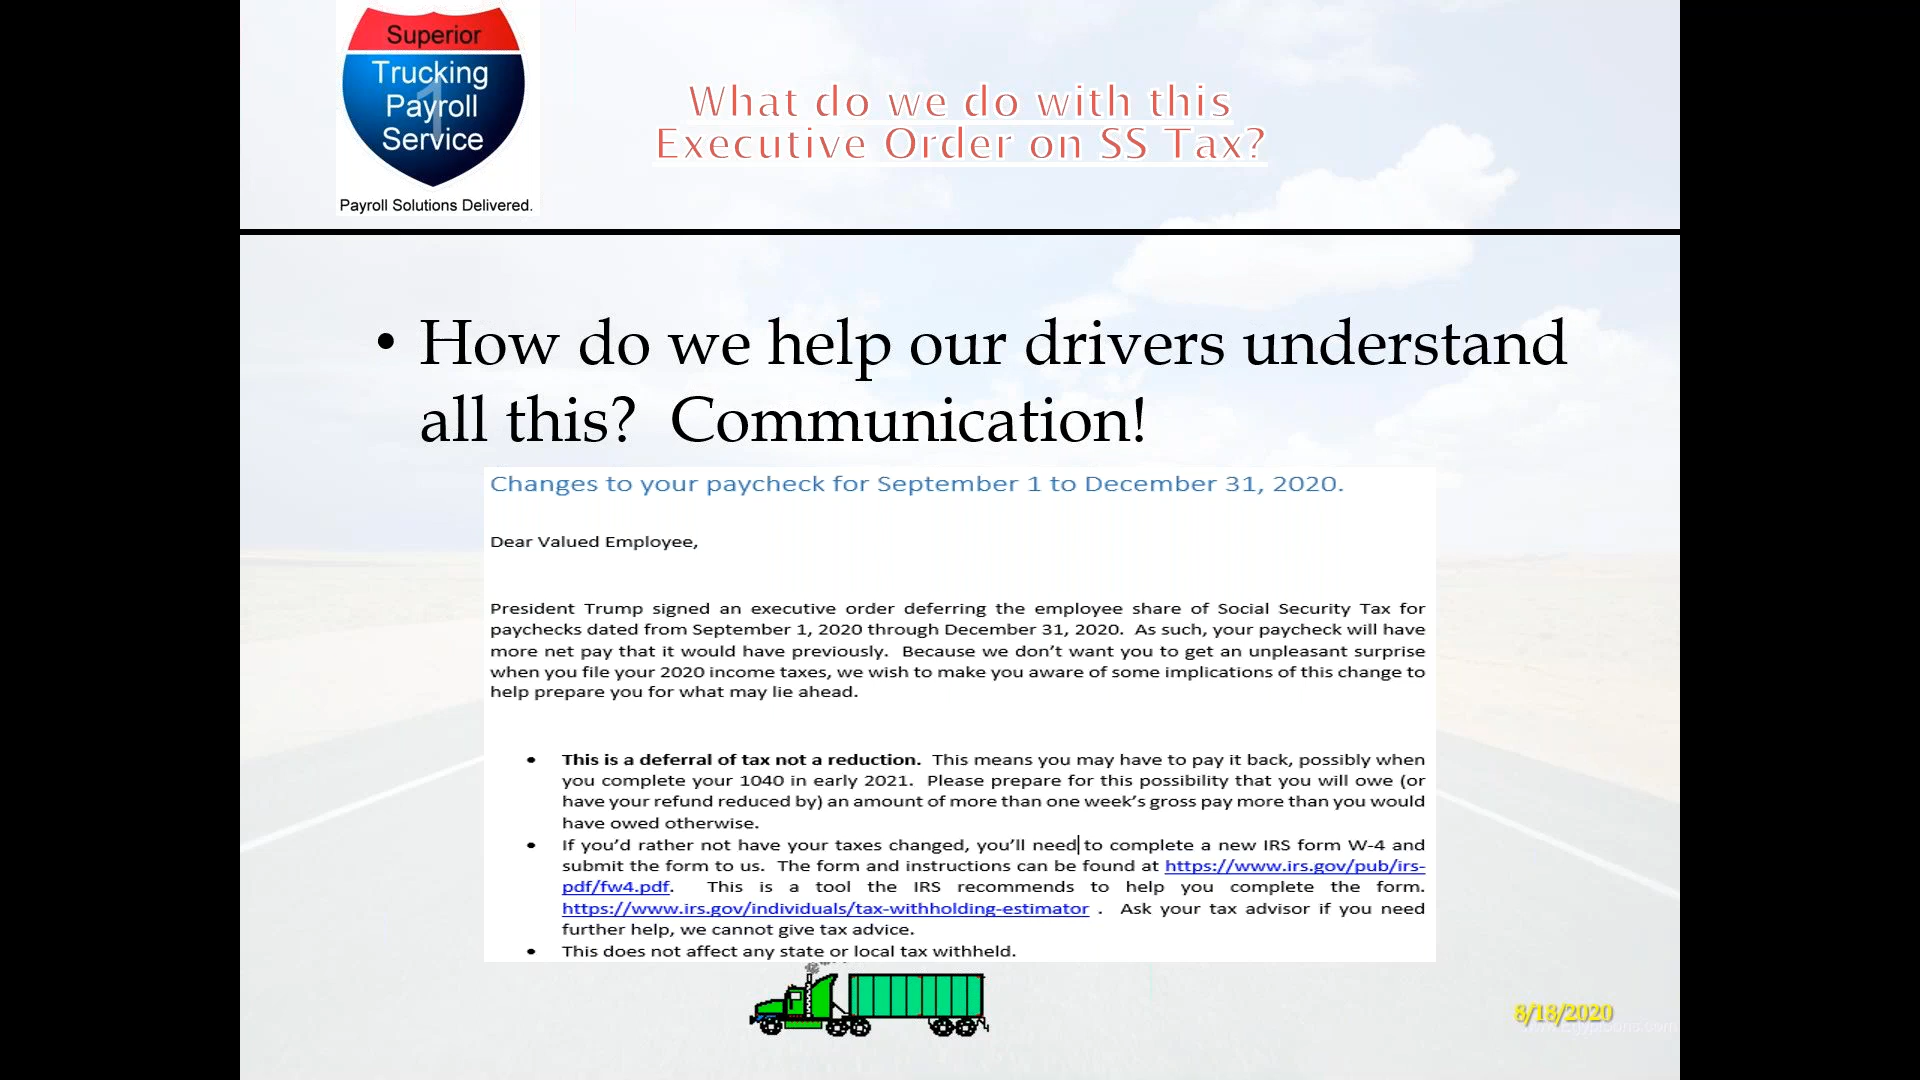 Superior
Trucking
Payroll
Service
1
Payroll Solutions Delivered.
What do we do with this
Executive Order on SS Tax?
• How do we help our drivers understand
all this?  Communication!
Changes to your paycheck for September 1 to December 31, 2020.
Dear Valued Employee,
President Trump signed an executive order deferring the employee share of Social Security Tax for
paychecks dated from September 1, 2020 through December 31, 2020.  As such, your paycheck will have
more net pay that it would have previously.  Because we don’t want you to get an unpleasant surprise
when you file your 2020 income taxes, we wish to make you aware of some implications of this change to
help prepare you for what may lie ahead.
• This is a deferral of tax not a reduction.  This means you may have to pay it back, possibly when
you complete your 1040 in early 2021.  Please prepare for this possibility that you will owe (or
have your refund reduced by) an amount of more than one week’s gross pay more than you would
have owed otherwise.
• If you’d rather not have your taxes changed, you’ll need to complete a new IRS form W-4 and
submit the form to us.  The form and instructions can be found at https://www.irs.gov/pub/irs-
pdf/fw4.pdf.  This is a tool the IRS recommends to help you complete the form.
https://www.irs.gov/individuals/tax-withholding-estimator .  Ask your tax advisor if you need
further help, we cannot give tax advice.
• This does not affect any state or local tax withheld.
8/18/2020